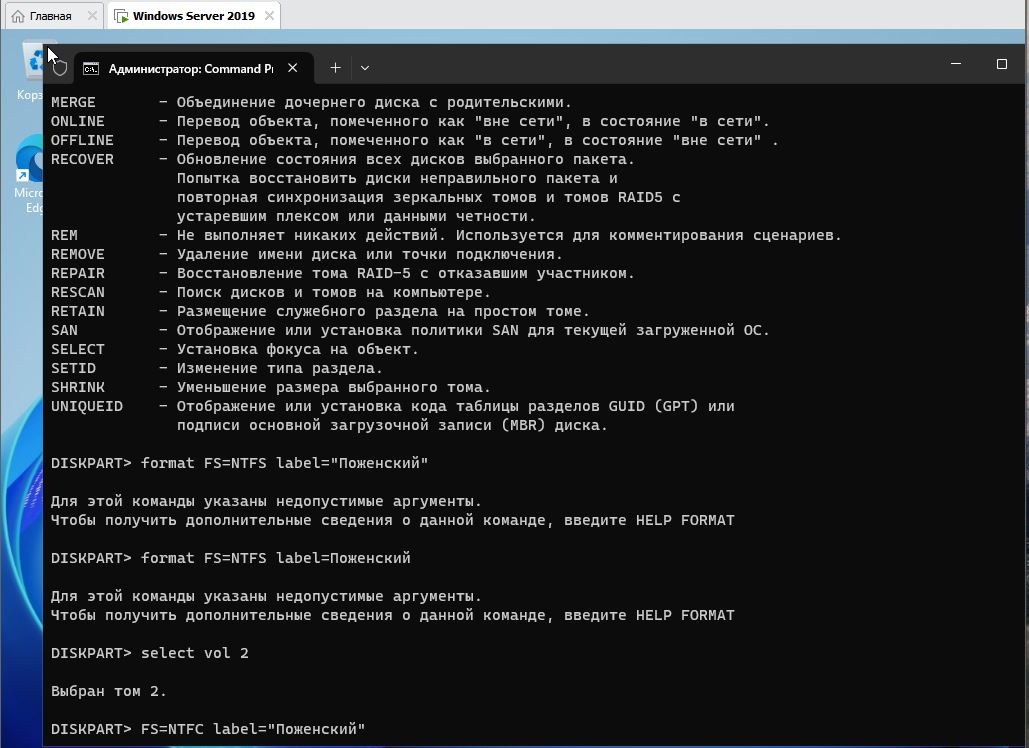 Главная
Windows Server 2019
Корз
Micro
Edg
Администратор: Command Pr
MERGE - Объединение дочернего диска с родительскими.
ONLINE - Перевод объекта, помеченного как "вне сети", в состояние "в сети".
OFFLINE - Перевод объекта, помеченного как "в сети", в состояние "вне сети" .
RECOVER - Обновление состояния всех дисков выбранного пакета.
Попытка восстановить диски неправильного пакета и
повторная синхронизация зеркальных томов и томов RAID5 с
устаревшим плексом или данными четности.
REM - Не выполняет никаких действий. Используется для комментирования сценариев.
REMOVE - Удаление имени диска или точки подключения.
REPAIR - Восстановление тома RAID-5 с отказавшим участником.
RESCAN - Поиск дисков и томов на компьютере.
RETAIN - Размещение служебного раздела на простом томе.
SAN - Отображение или установка политики SAN для текущей загруженной ОС.
SELECT - Установка фокуса на объект.
SETID - Изменение типа раздела.
SHRINK - Уменьшение размера выбранного тома.
UNIQUEID - Отображение или установка кода таблицы разделов GUID (GPT) или
подписи основной загрузочной записи (MBR) диска.
DISKPART> format FS=NTFS label="Поженский"
Для этой команды указаны недопустимые аргументы.
Чтобы получить дополнительные сведения о данной команде, введите HELP FORMAT
DISKPART> format FS=NTFS label=Поженский
Для этой команды указаны недопустимые аргументы.
Чтобы получить дополнительные сведения о данной команде, введите HELP FORMAT
DISKPART> select vol 2
Выбран том 2.
DISKPART> FS=NTFC label="Поженский"